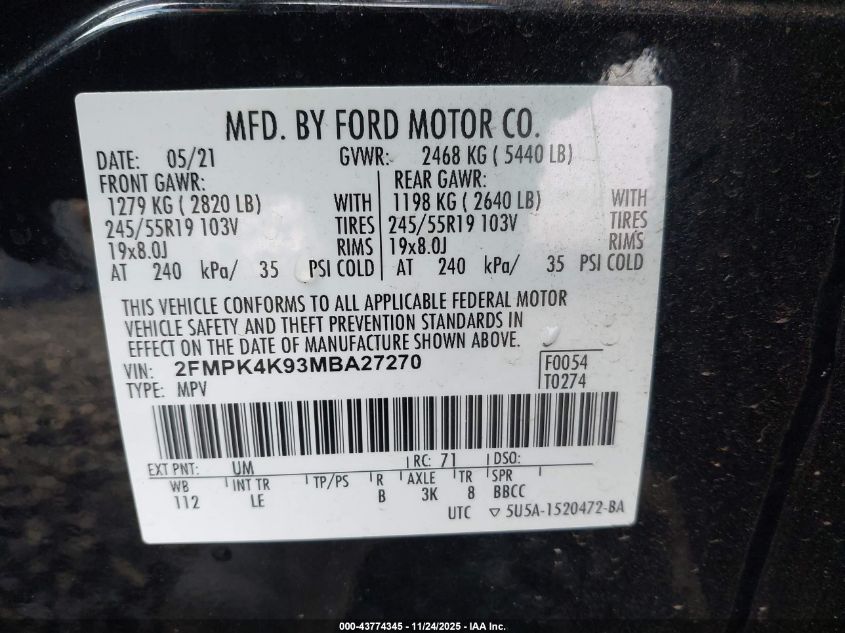 MFD. BY FORD MOTOR CO.
DATE: 05/21 GVWR: 2468 KG ( 5440 LB)
FRONT GAWR: REAR GAWR:
1279 KG ( 2820 LB) WITH 1198 KG ( 2640 LB) WITH
245/55R19 103V TIRES 245/55R19 103V TIRES
19x8.0J RIMS 19x8.0J RIMS
AT 240 kPa/ 35 PSI COLD AT 240 kPa/ 35 PSI COLD
THIS VEHICLE CONFORMS TO ALL APPLICABLE FEDERAL MOTOR
VEHICLE SAFETY AND THEFT PREVENTION STANDARDS IN
EFFECT ON THE DATE OF MANUFACTURE SHOWN ABOVE.
VIN: 2FMPK4K93MBA27270 F0054
TYPE: MPV T0274
EXT PNT: UM RC: 71 DSO:
WB INT TR TP/PS R AXLE TR SPR
112 LE B 3K 8 BBCC
UTC ▽ 5U5A-1520472-BA
000-43774345 - 11/24/2025 - IAA Inc.